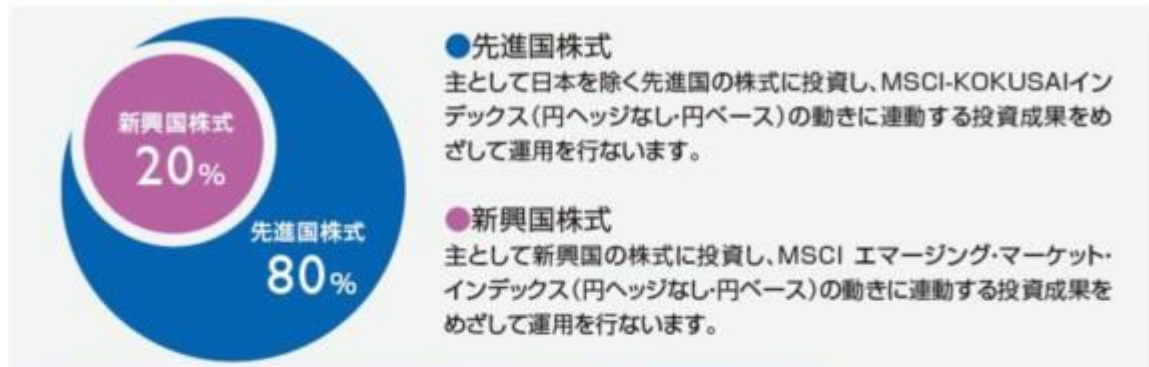 新興国株式
20%
先進国株式
80%
●先進国株式
主として日本を除く先進国の株式に投資し、MSCI-KOKUSAIイン
デックス(円ヘッジなし・円ベース)の動きに連動する投資成果をめ
ざして運用を行ないます。
●新興国株式
主として新興国の株式に投資し、MSCI エマージング・マーケット・
インデックス(円ヘッジなし・円ベース)の動きに連動する投資成果を
めざして運用を行ないます。